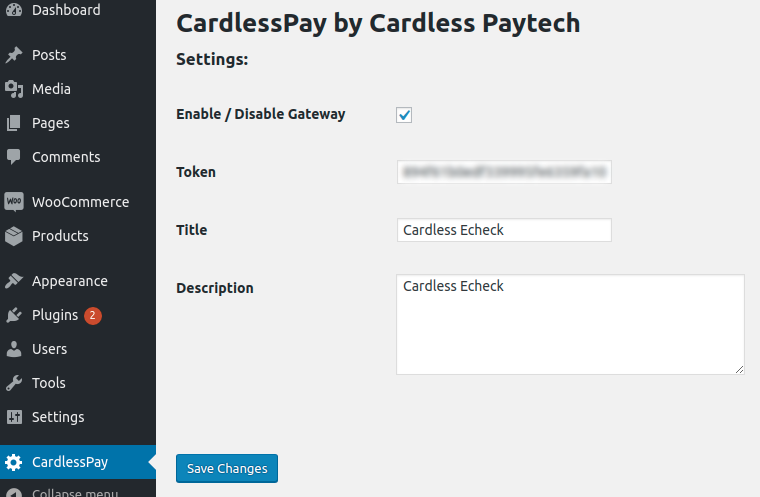 Dashboard
Posts
Media
Pages
Comments
woo
WooCommerce
Products
Appearance
Plugins 2
Users
Tools
Settings
CardlessPay
Collapse menu
CardlessPay by Cardless Paytech
Settings:
Enable / Disable Gateway
Token
Title
Cardless Echeck
Description
Cardless Echeck
Save Changes